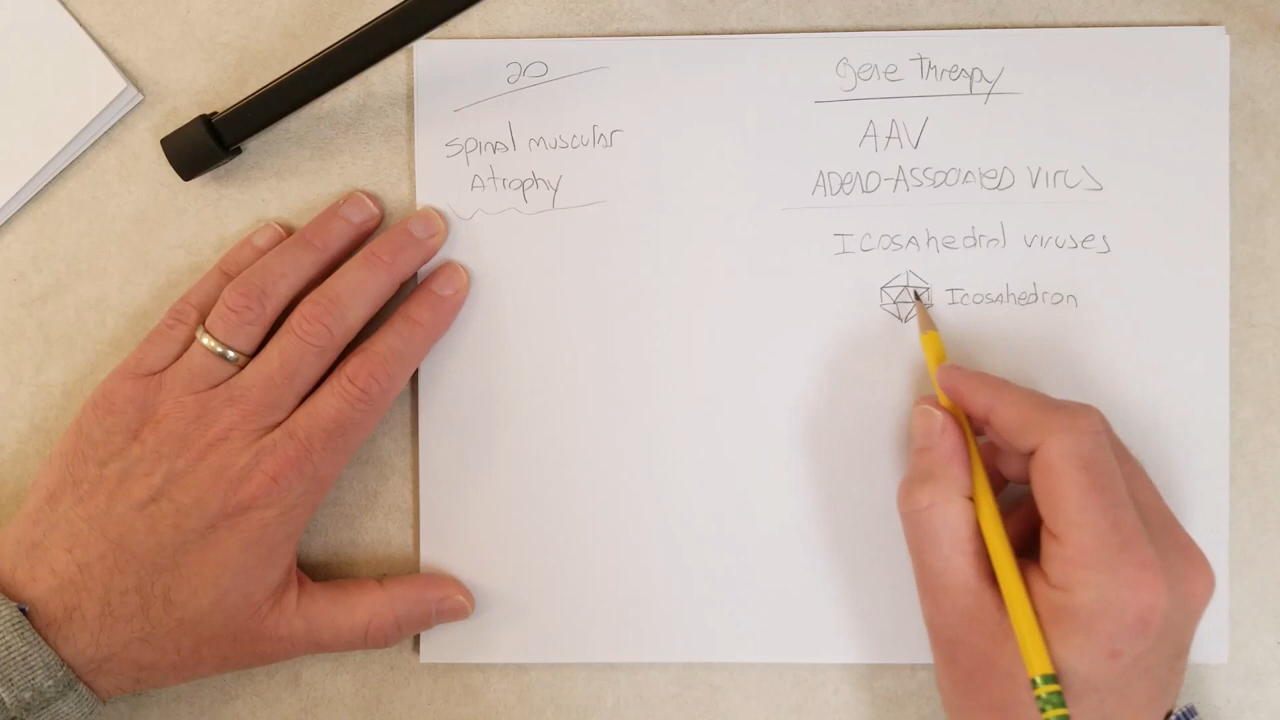 20
Spinal muscular
Atrophy
Gene Therapy
AAV
ADENO-ASSOCIATED VIRUS
Icosahedral viruses
Icosahedron